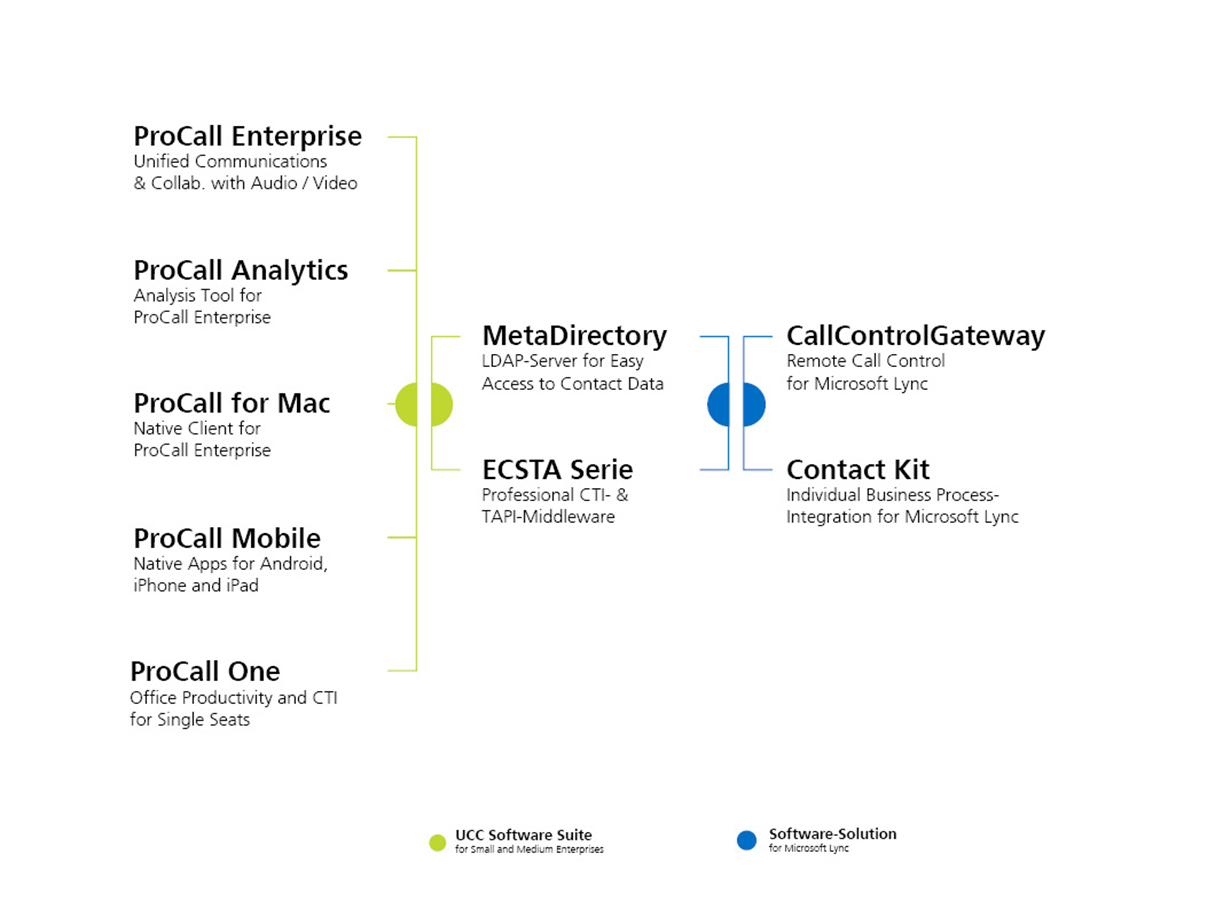 ProCall Enterprise
Unified Communications
& Collab. with Audio / Video
ProCall Analytics
Analysis Tool for
ProCall Enterprise
ProCall for Mac
Native Client for
ProCall Enterprise
ProCall Mobile
Native Apps for Android,
iPhone and iPad
ProCall One
Office Productivity and CTI
for Single Seats
MetaDirectory
LDAP-Server for Easy
Access to Contact Data
ECSTA Serie
Professional CTI- &
TAPI-Middleware
CallControlGateway
Remote Call Control
for Microsoft Lync
Contact Kit
Individual Business Process-
Integration for Microsoft Lync
UCC Software Suite
for Small and Medium Enterprises
Software-Solution
for Microsoft Lync